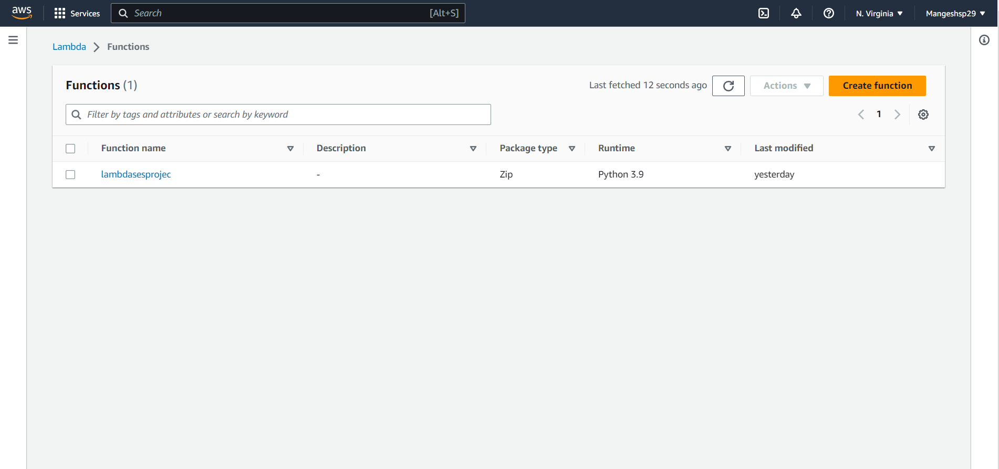 aws Services Search [Alt+S] N. Virginia Mangeshsp29
Lambda Functions
Functions (1) Last fetched 12 seconds ago Actions Create function
Filter by tags and attributes or search by keyword 1
Function name Description Package type Runtime Last modified
lambdasesprojec - Zip Python 3.9 yesterday